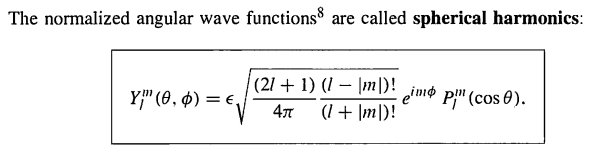 The normalized angular wave functions⁸ are called spherical harmonics:
Y_l^m(θ, ϕ) = ϵ √((2l + 1)/(4π) (l − |m|)!/(l + |m|)!) e^{imϕ} P_l^m(cos θ).